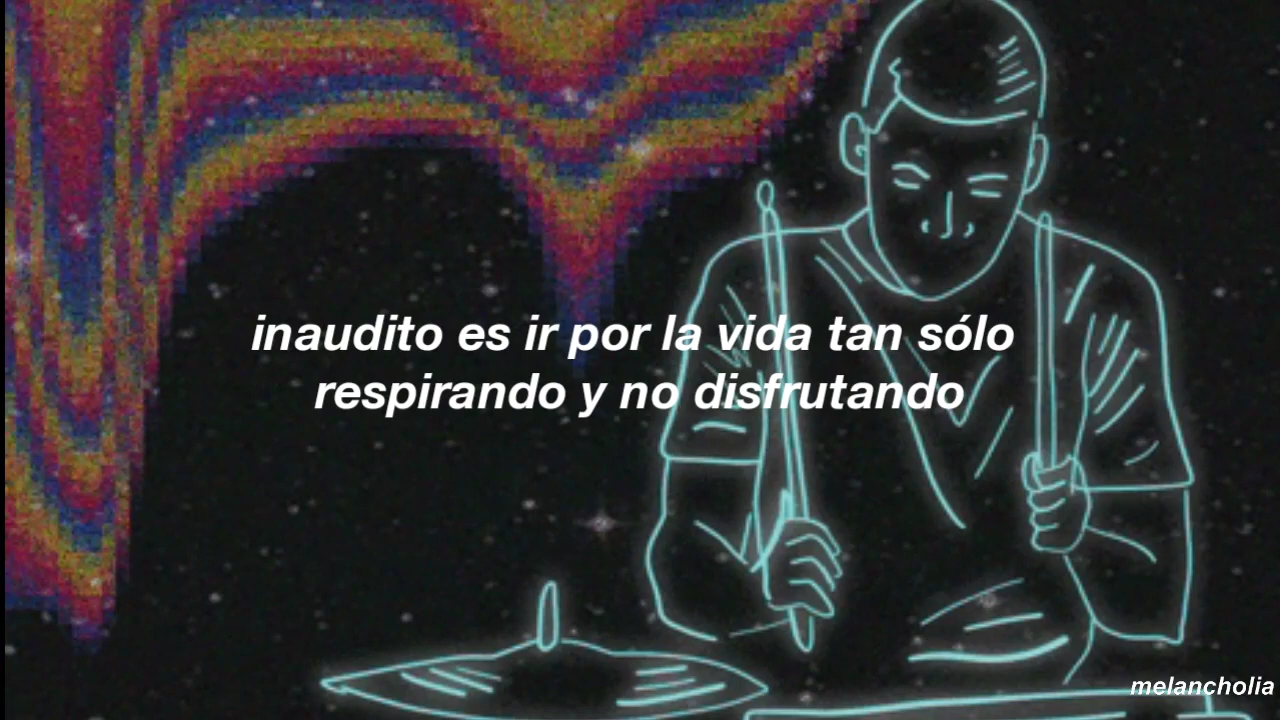 inaudito es ir por la vida tan sólo
respirando y no disfrutando
melancholia